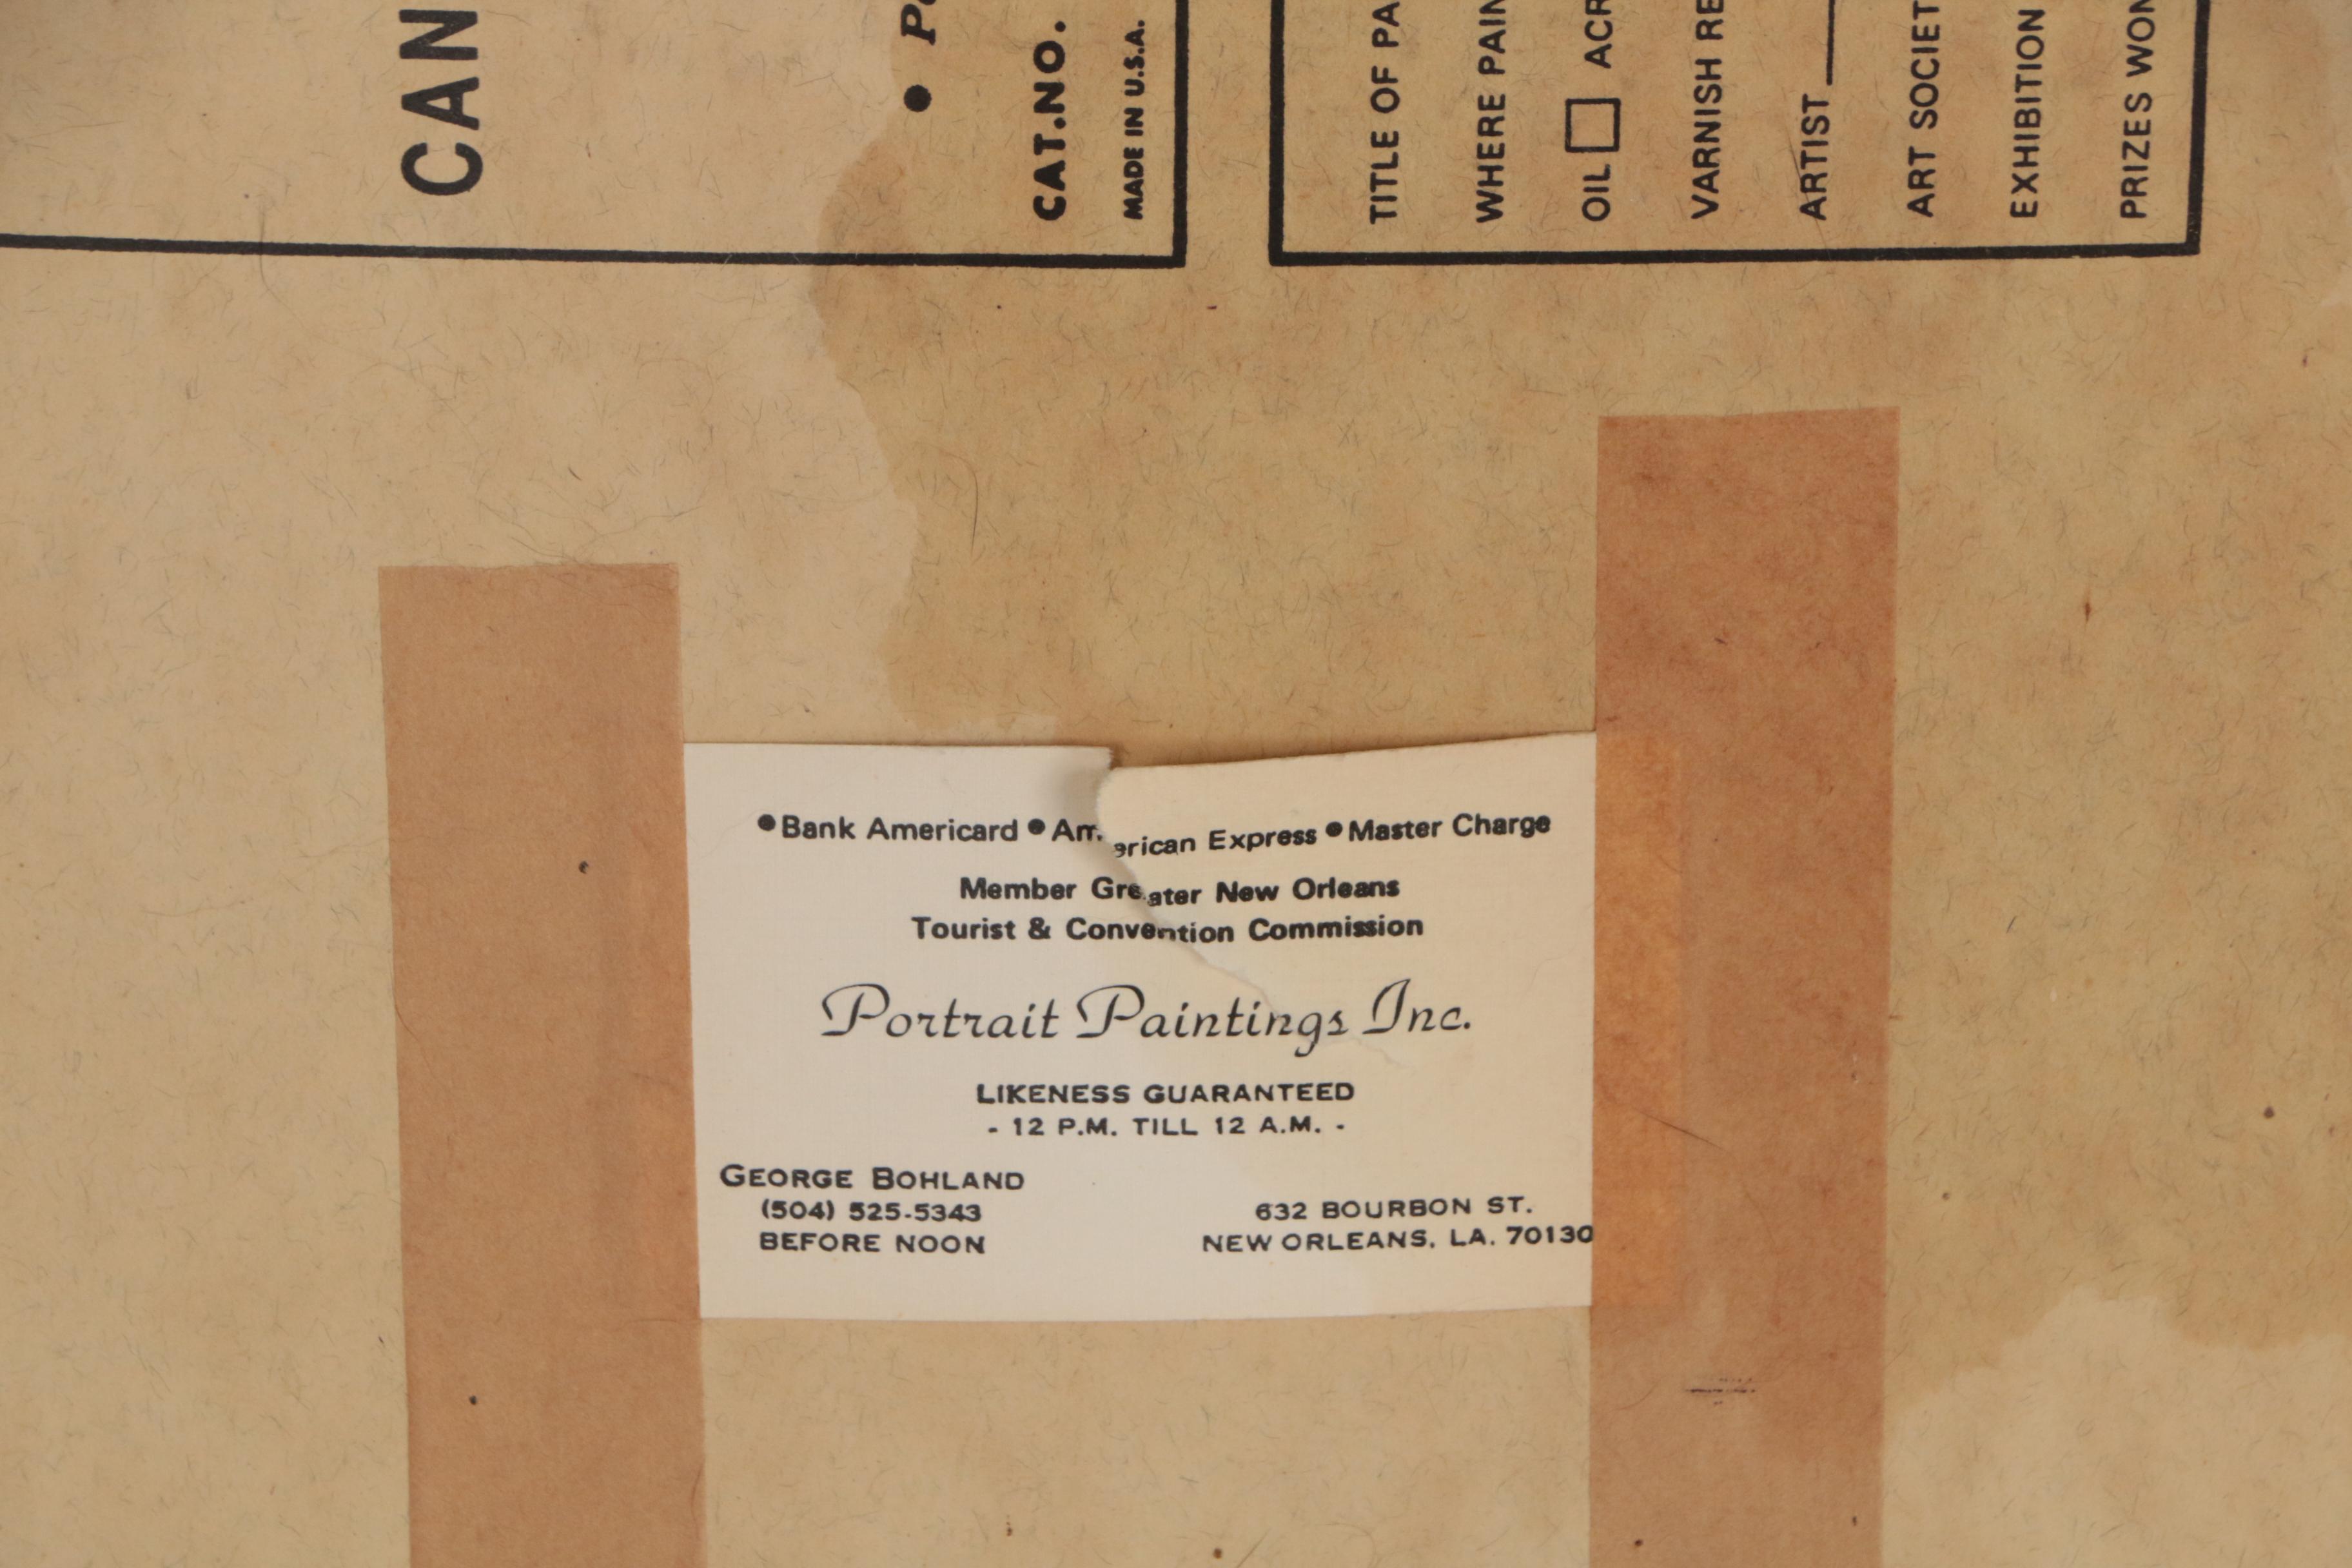 CAN
• P
CAT.NO.
MADE IN U.S.A.
TITLE OF PA
WHERE PAIN
OIL ACR
VARNISH RE
ARTIST
ART SOCIET
EXHIBITION
PRIZES WON
•Bank Americard •American Express •Master Charge
Member Greater New Orleans
Tourist & Convention Commission
Portrait Paintings Inc.
LIKENESS GUARANTEED
- 12 P.M. TILL 12 A.M. -
GEORGE BOHLAND
(504) 525-5343
BEFORE NOON
632 BOURBON ST.
NEW ORLEANS, LA. 70130